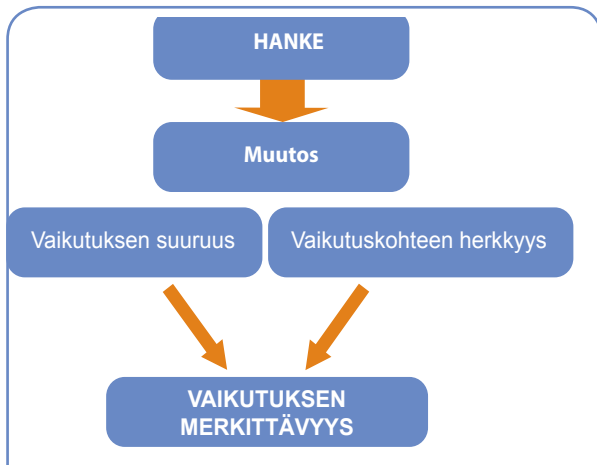 HANKE
Muutos
Vaikutuksen suuruus
Vaikutuskohteen herkkyys
VAIKUTUKSEN
MERKITTÄVYYS